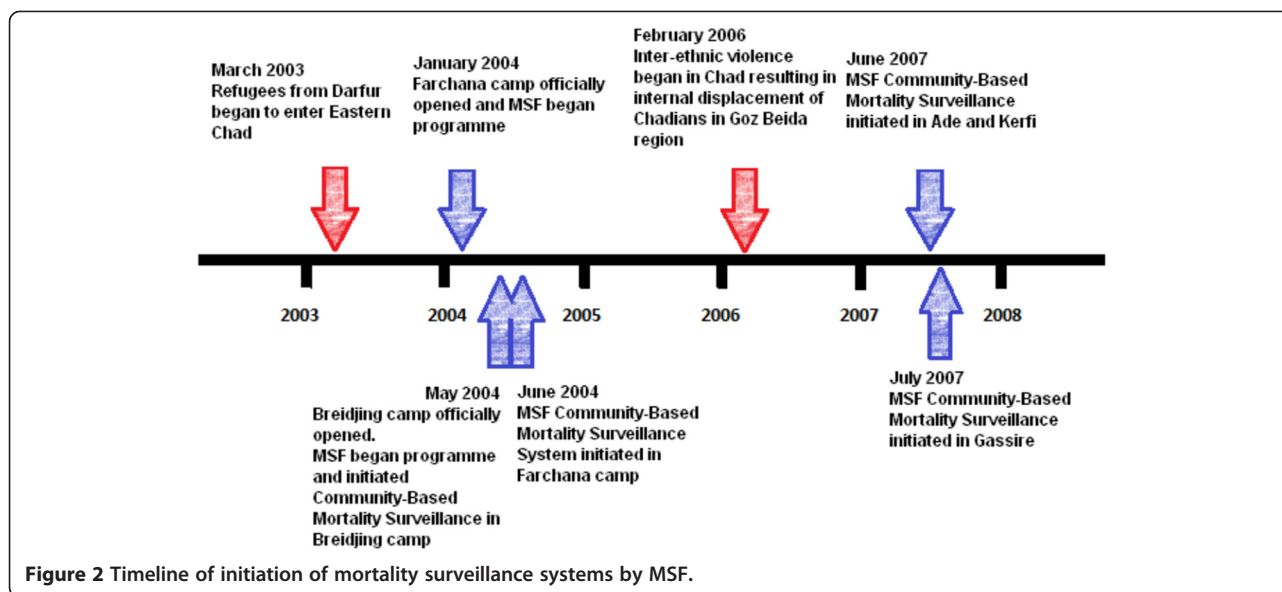 March 2003
Refugees from Darfur
began to enter Eastern
Chad
January 2004
Farchana camp officially
opened and MSF began
programme
February 2006
Inter-ethnic violence
began in Chad resulting in
internal displacement of
Chadians in Goz Beida
region
June 2007
MSF Community-Based
Mortality Surveillance
initiated in Ade and Kerfi
2003
2004
2005
2006
2007
2008
May 2004
Breidjing camp officially
opened.
MSF began programme
and initiated
Community-Based
Mortality Surveillance in
Breidjing camp
June 2004
MSF Community-Based
Mortality Surveillance
System initiated in
Farchana camp
July 2007
MSF Community-Based
Mortality Surveillance
initiated in Gassire
Figure 2 Timeline of initiation of mortality surveillance systems by MSF.